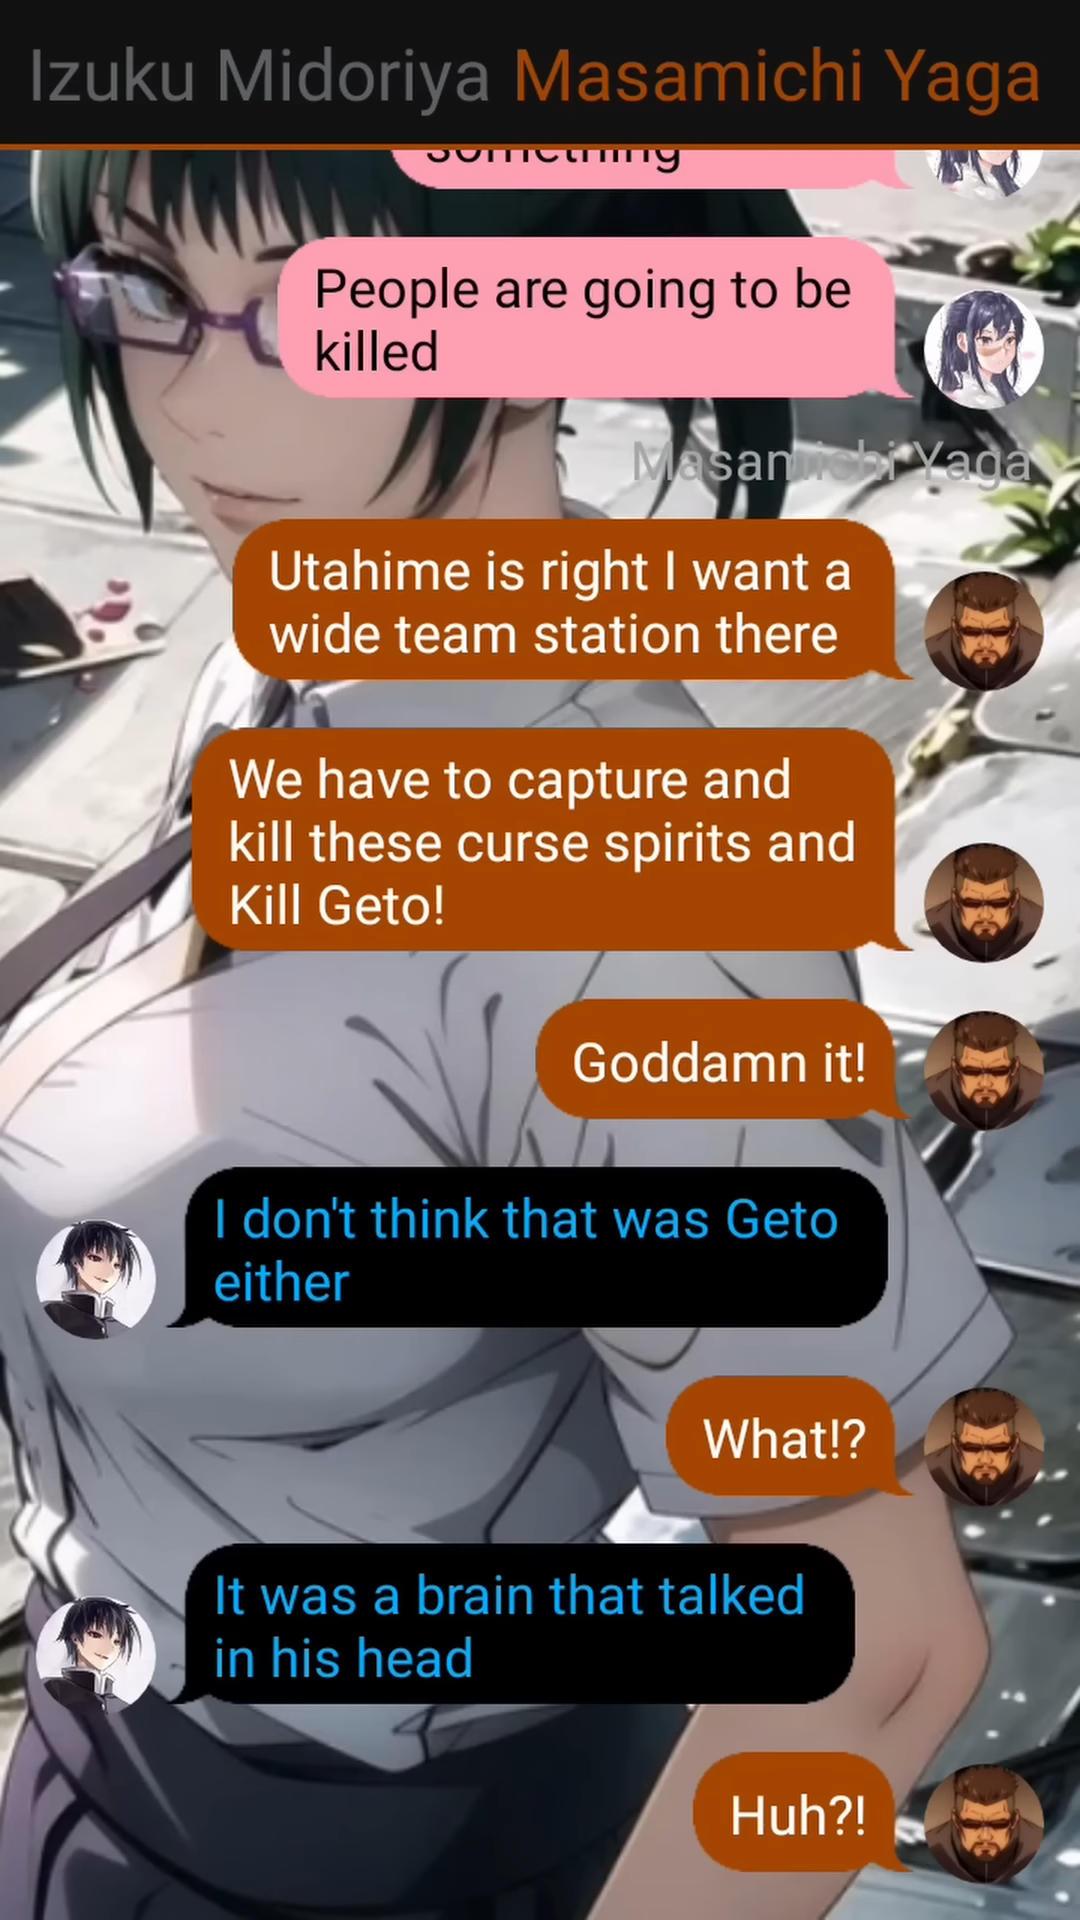 Izuku Midoriya Masamichi Yaga
something
People are going to be
killed
Masamichi Yaga
Utahime is right I want a
wide team station there
We have to capture and
kill these curse spirits and
Kill Geto!
Goddamn it!
I don't think that was Geto
either
What!?
It was a brain that talked
in his head
Huh?!